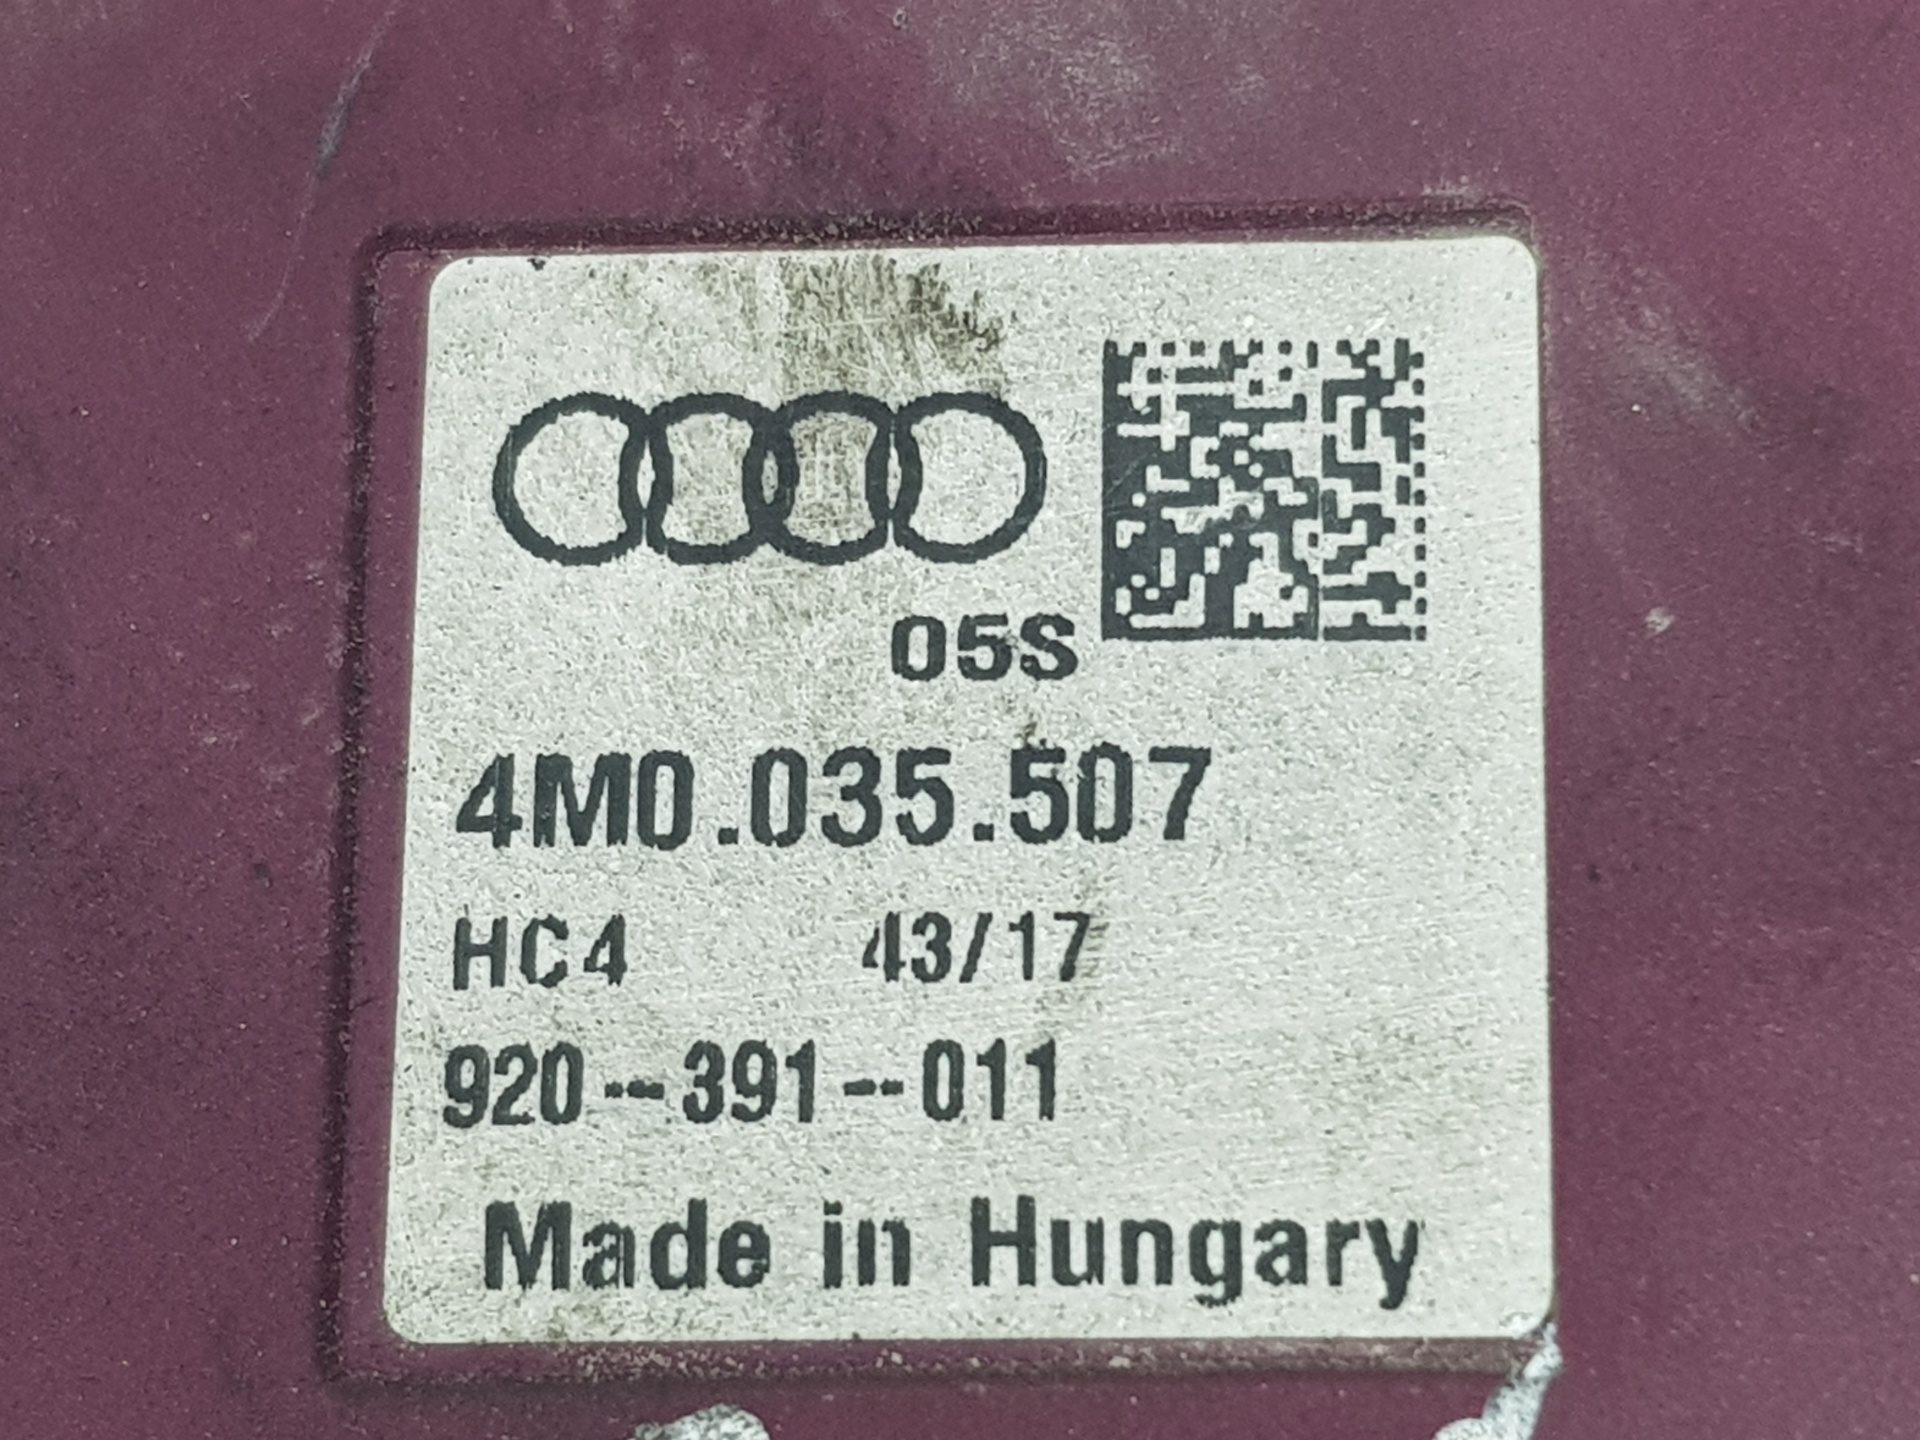 05S
4M0.035.507
HC4 43/17
920-391-011
Made in Hungary